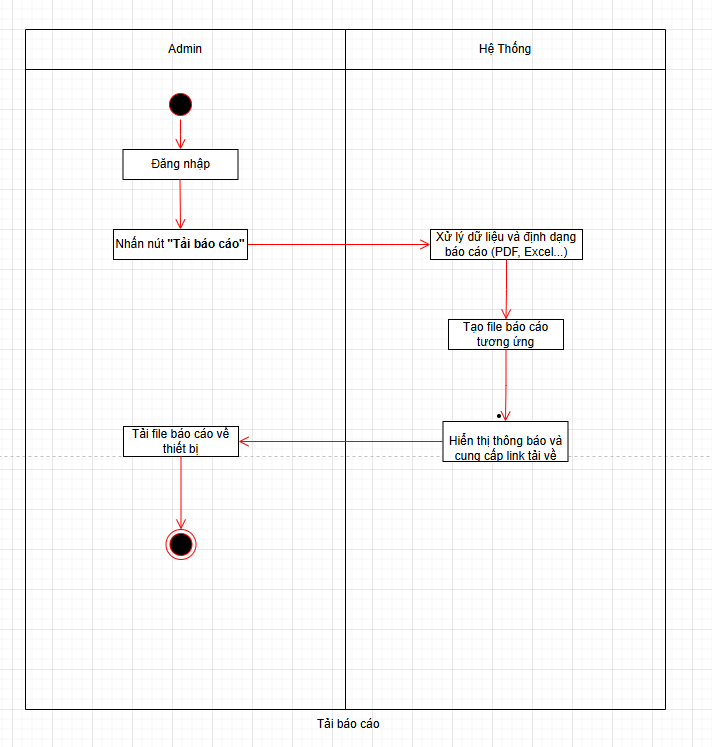 Admin
Hệ Thống
Đăng nhập
Nhấn nút "Tải báo cáo"
Xử lý dữ liệu và định dạng
báo cáo (PDF, Excel...)
Tạo file báo cáo
tương ứng
Tải file báo cáo về
thiết bị
Hiển thị thông báo và
cung cấp link tải về
Tải báo cáo